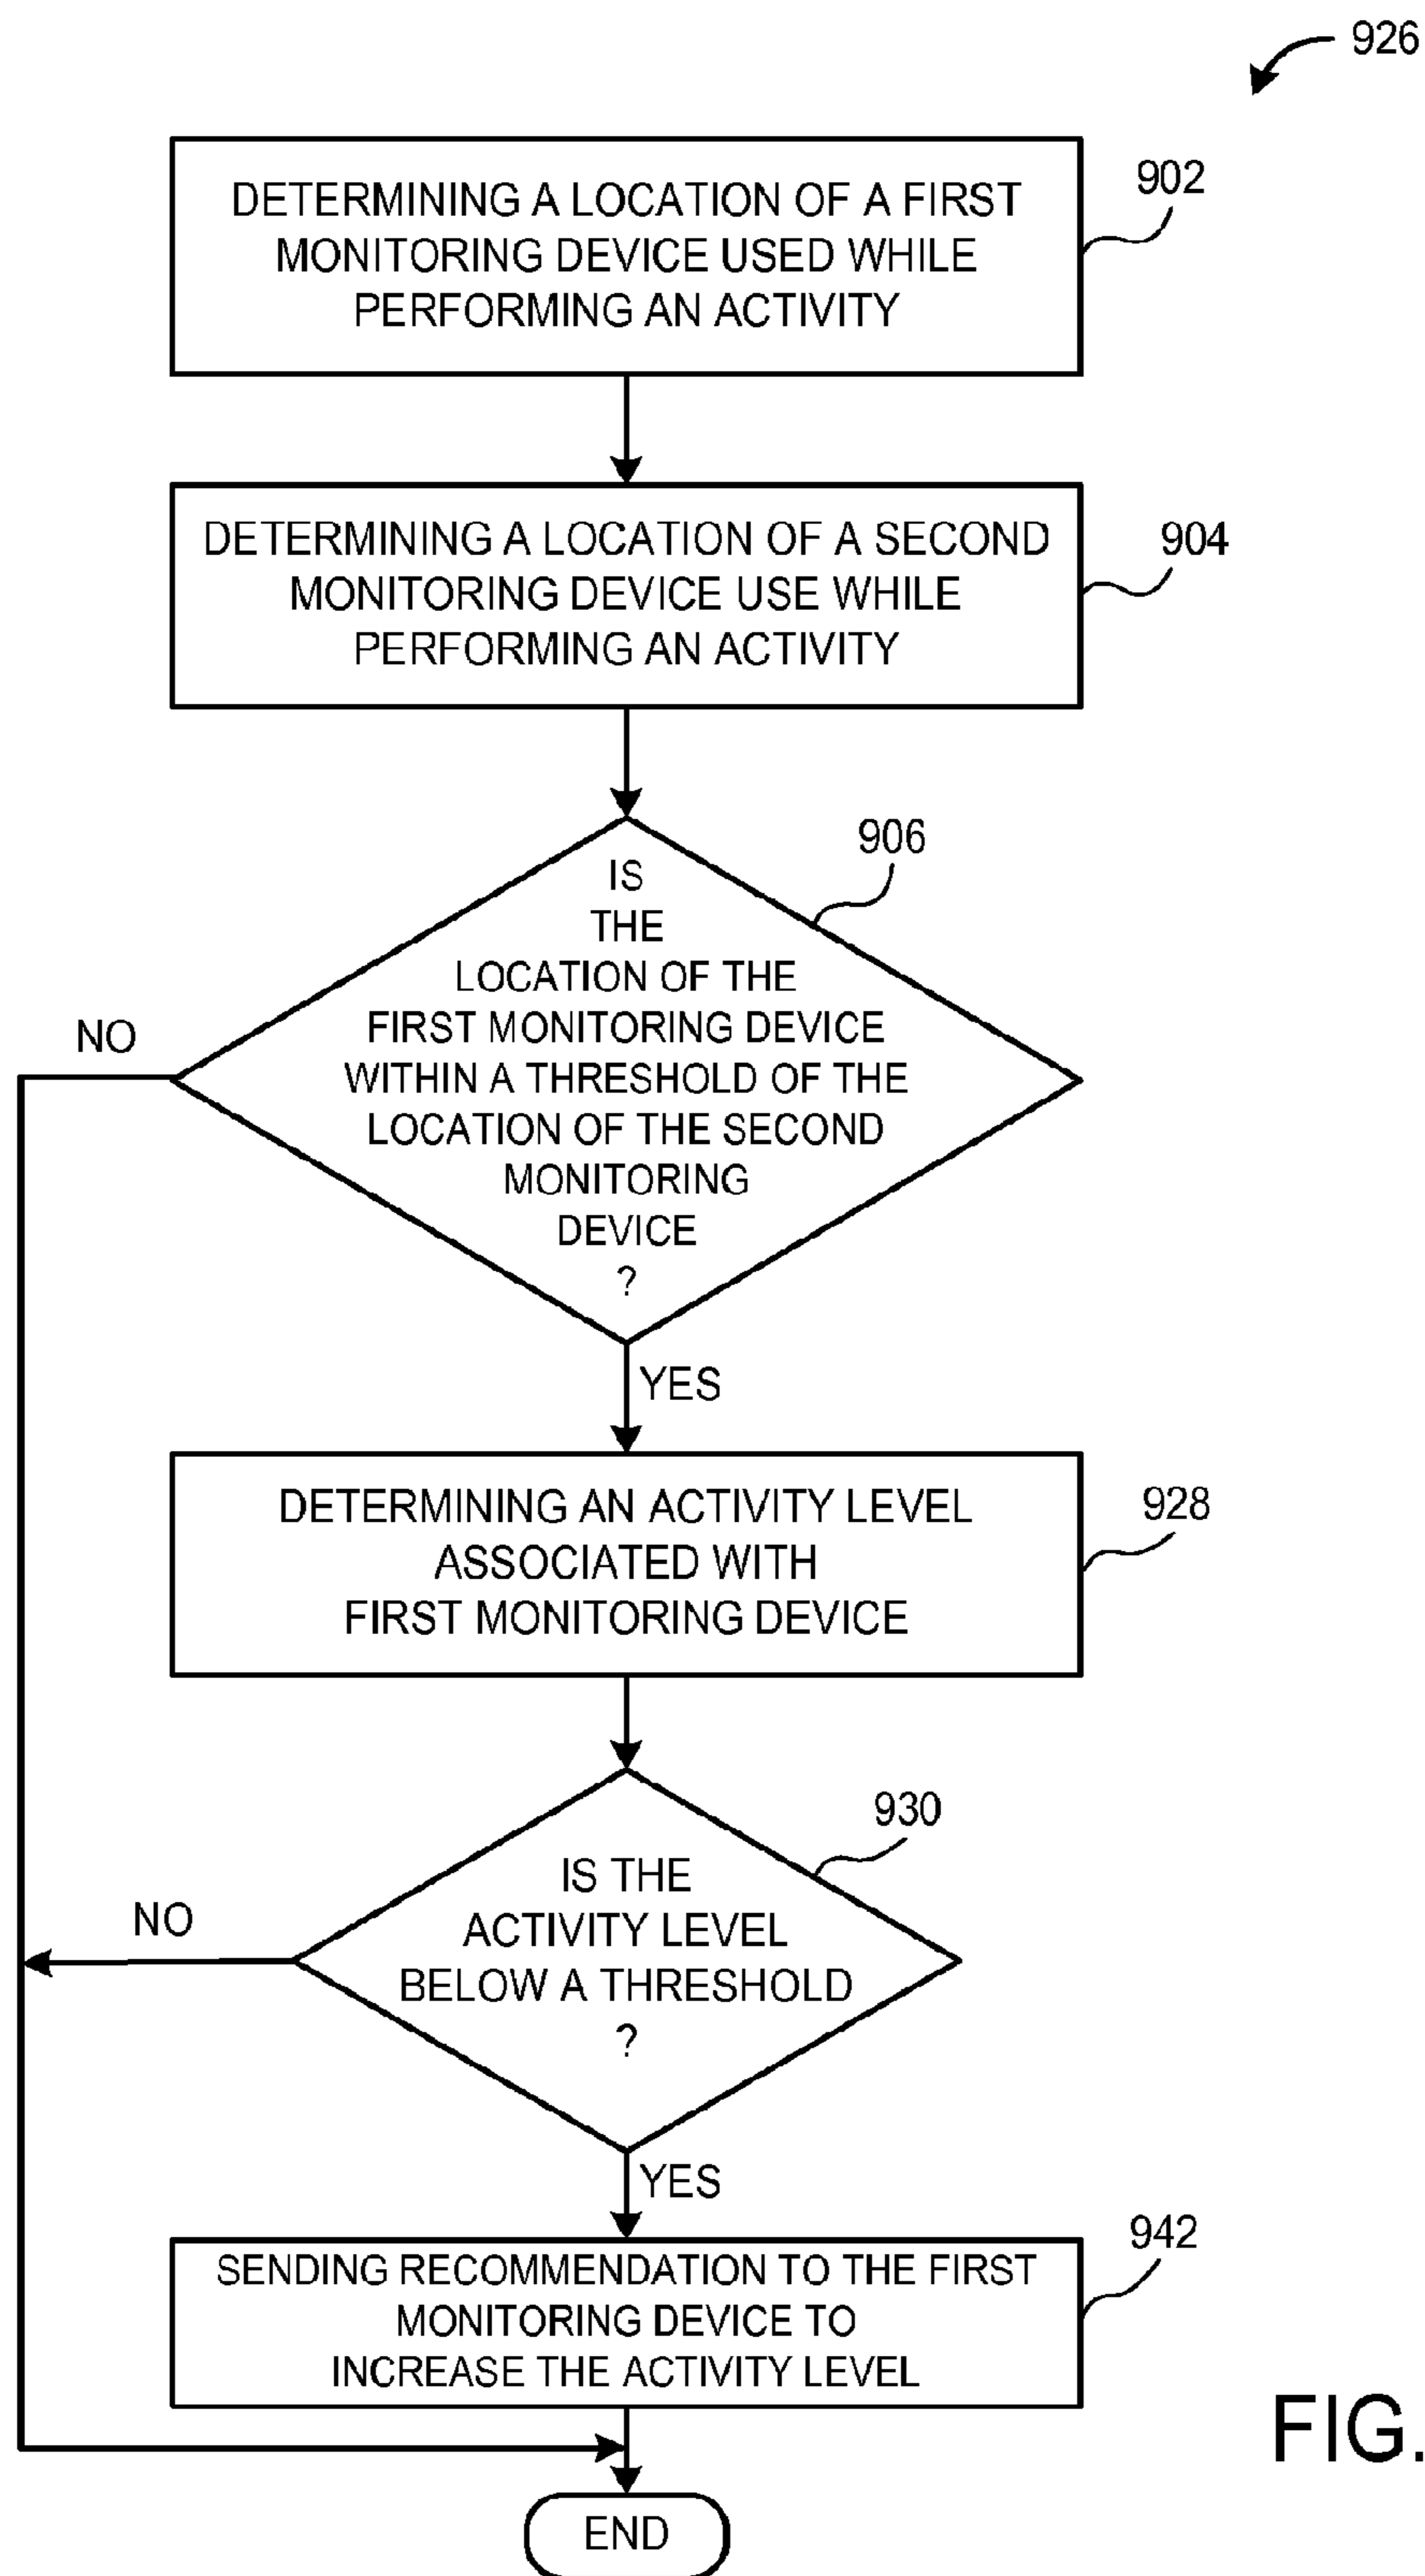 926
DETERMINING A LOCATION OF A FIRST
MONITORING DEVICE USED WHILE
PERFORMING AN ACTIVITY
902
DETERMINING A LOCATION OF A SECOND
MONITORING DEVICE USE WHILE
PERFORMING AN ACTIVITY
904
906
IS
THE
LOCATION OF THE
FIRST MONITORING DEVICE
WITHIN A THRESHOLD OF THE
LOCATION OF THE SECOND
MONITORING
DEVICE
?
NO
YES
DETERMINING AN ACTIVITY LEVEL
ASSOCIATED WITH
FIRST MONITORING DEVICE
928
930
IS THE
ACTIVITY LEVEL
BELOW A THRESHOLD
?
NO
YES
942
SENDING RECOMMENDATION TO THE FIRST
MONITORING DEVICE TO
INCREASE THE ACTIVITY LEVEL
FIG.
END